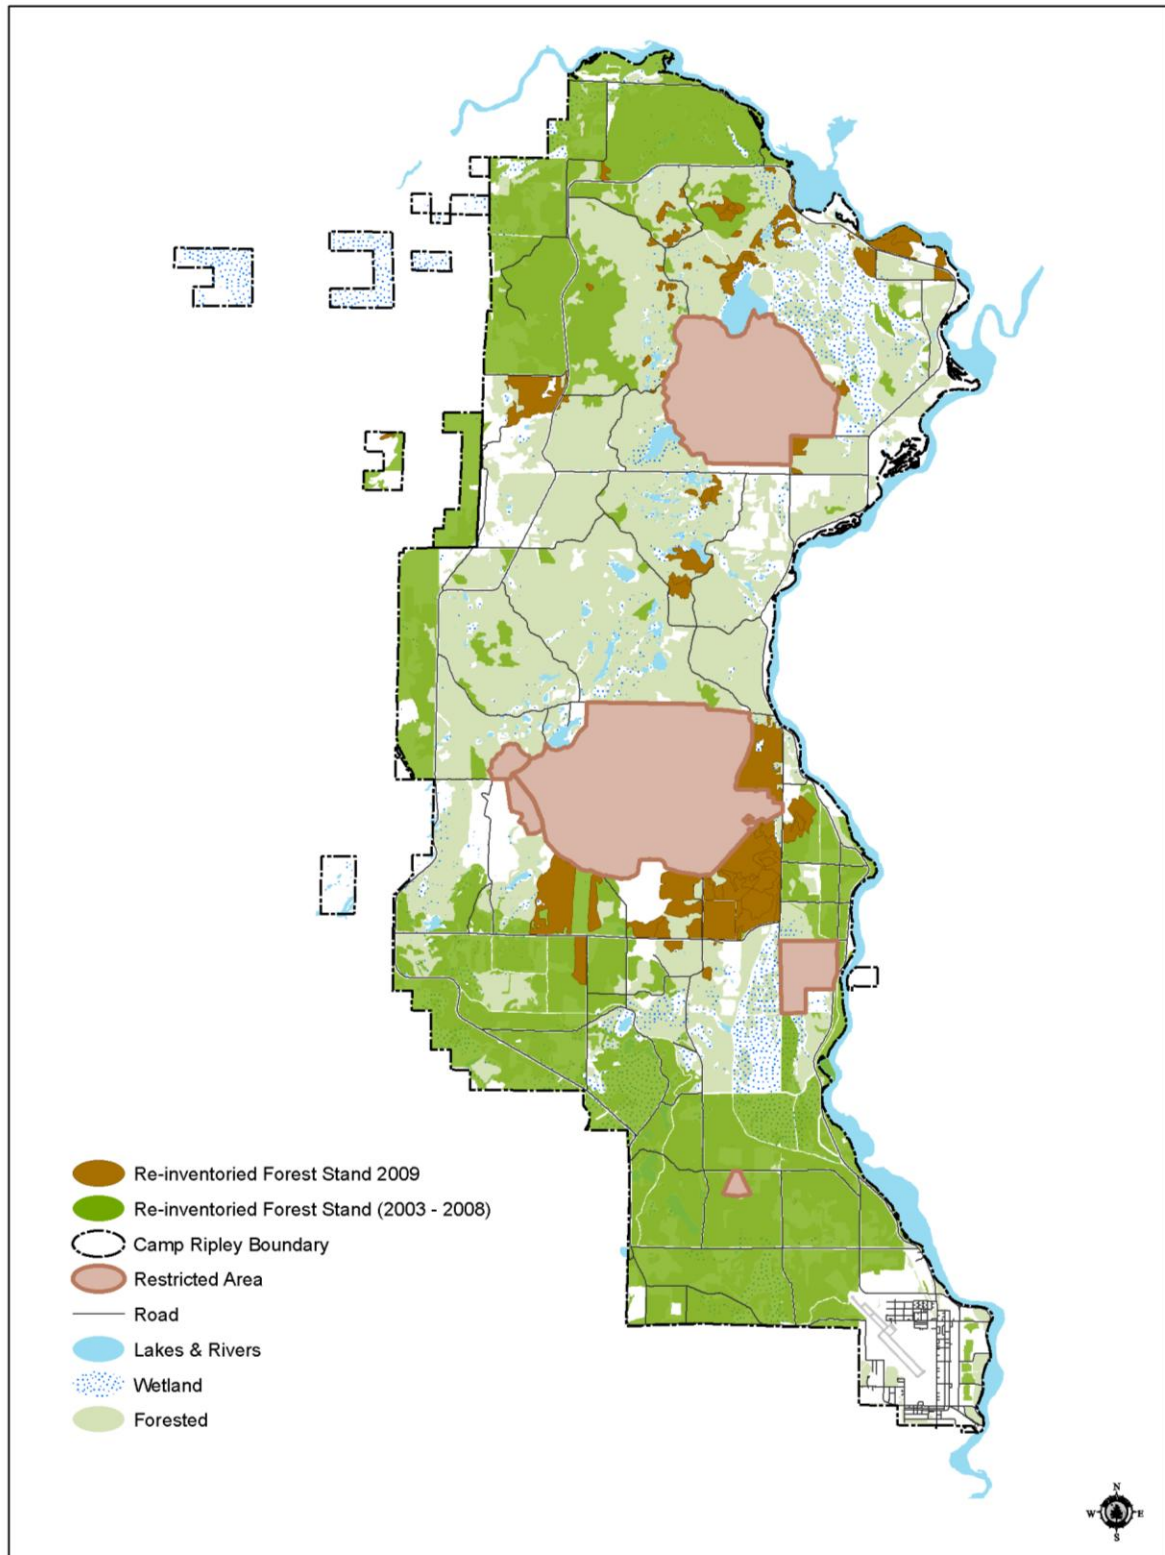 Re-inventoried Forest Stand 2009
Re-inventoried Forest Stand (2003 - 2008)
Camp Ripley Boundary
Restricted Area
Road
Lakes & Rivers
Wetland
Forested
N
W E
S